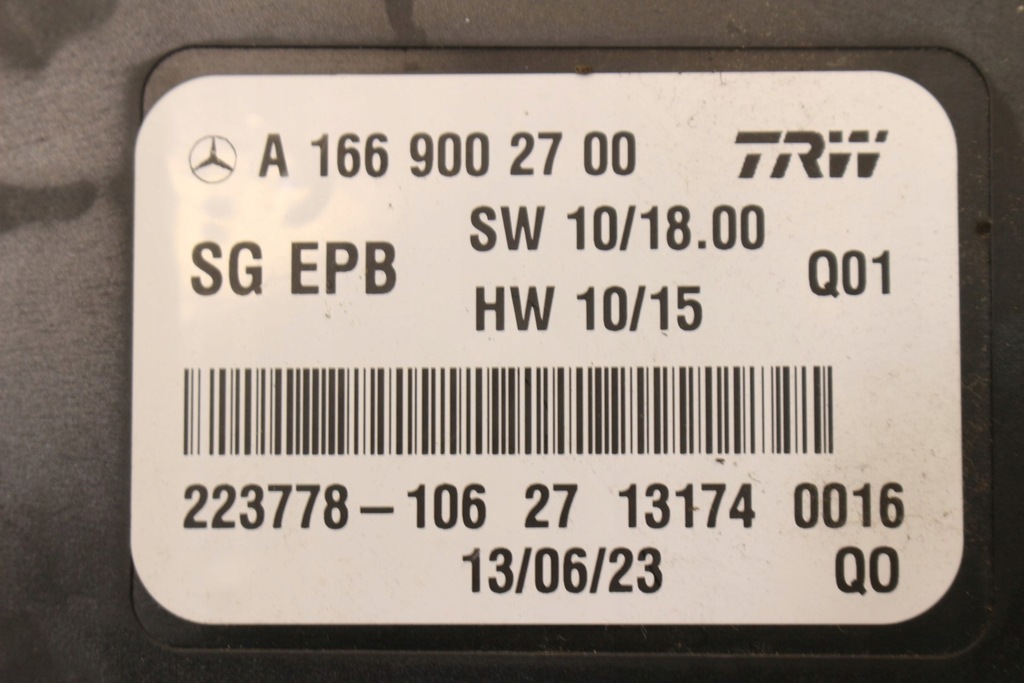 A 166 900 27 00 TRW
SW 10/18.00
SG EPB Q01
HW 10/15
223778-106 27 13174 0016
13/06/23 Q0